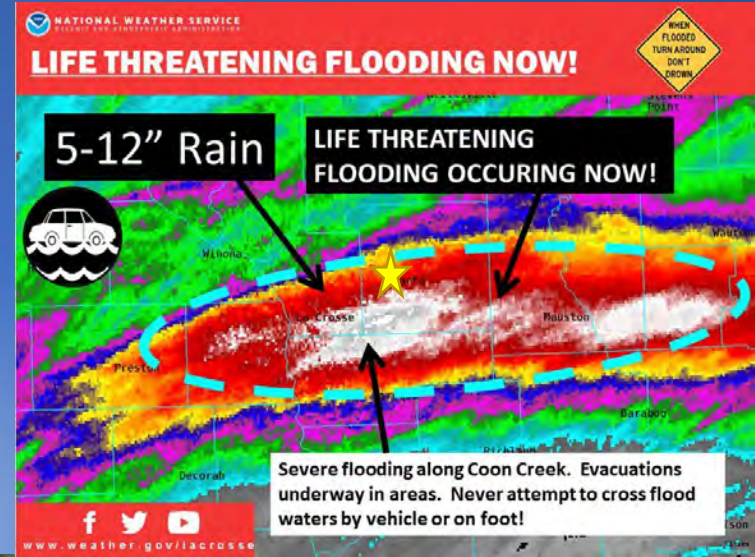 NATIONAL WEATHER SERVICE
LIFE THREATENING FLOODING NOW!
WHEN
FLOODED
TURN AROUND
DON'T
DROWN
Point
5-12” Rain
LIFE THREATENING
FLOODING OCCURING NOW!
Winona
La Crosse
Mauston
Preston
Baraboo
Decorah
Severe flooding along Coon Creek. Evacuations
underway in areas. Never attempt to cross flood
waters by vehicle or on foot!
www.weather.gov/lacrosse